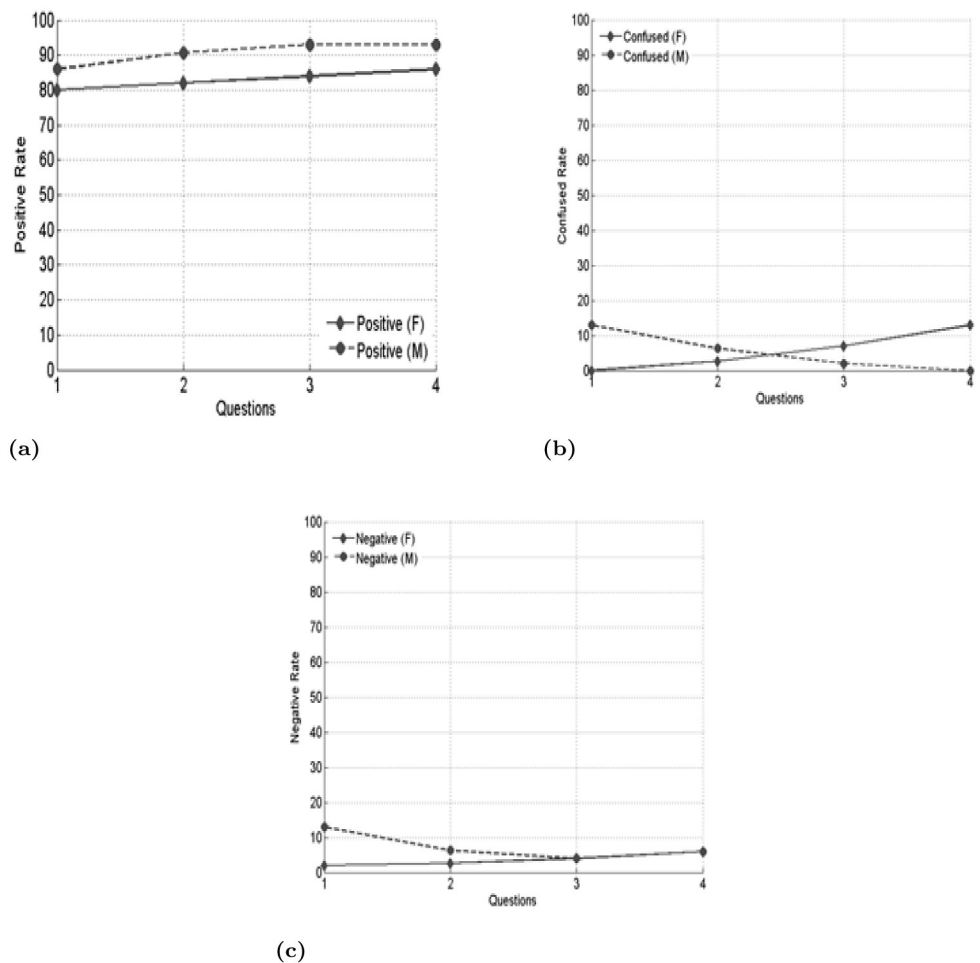 100
90
80
70
60
50
40
30
20
10
0
Positive Rate
Positive (F)
Positive (M)
1 2 3 4
Questions
(a)
100
90
80
70
60
50
40
30
20
10
0
Confused Rate
Confused (F)
Confused (M)
1 2 3 4
Questions
(b)
100
90
80
70
60
50
40
30
20
10
0
Negative Rate
Negative (F)
Negative (M)
1 2 3 4
Questions
(c)